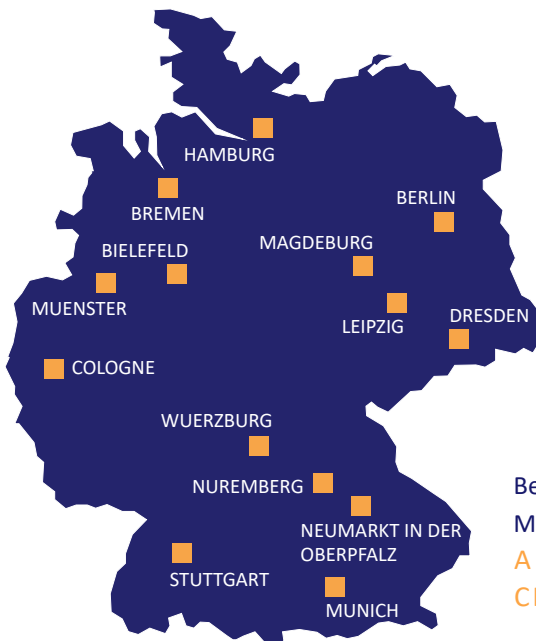 HAMBURG
BREMEN
BERLIN
BIELEFELD
MAGDEBURG
MUENSTER
LEIPZIG
DRESDEN
COLOGNE
WUERZBURG
NUREMBERG
NEUMARKT IN DER
OBERPFALZ
STUTTGART
MUNICH